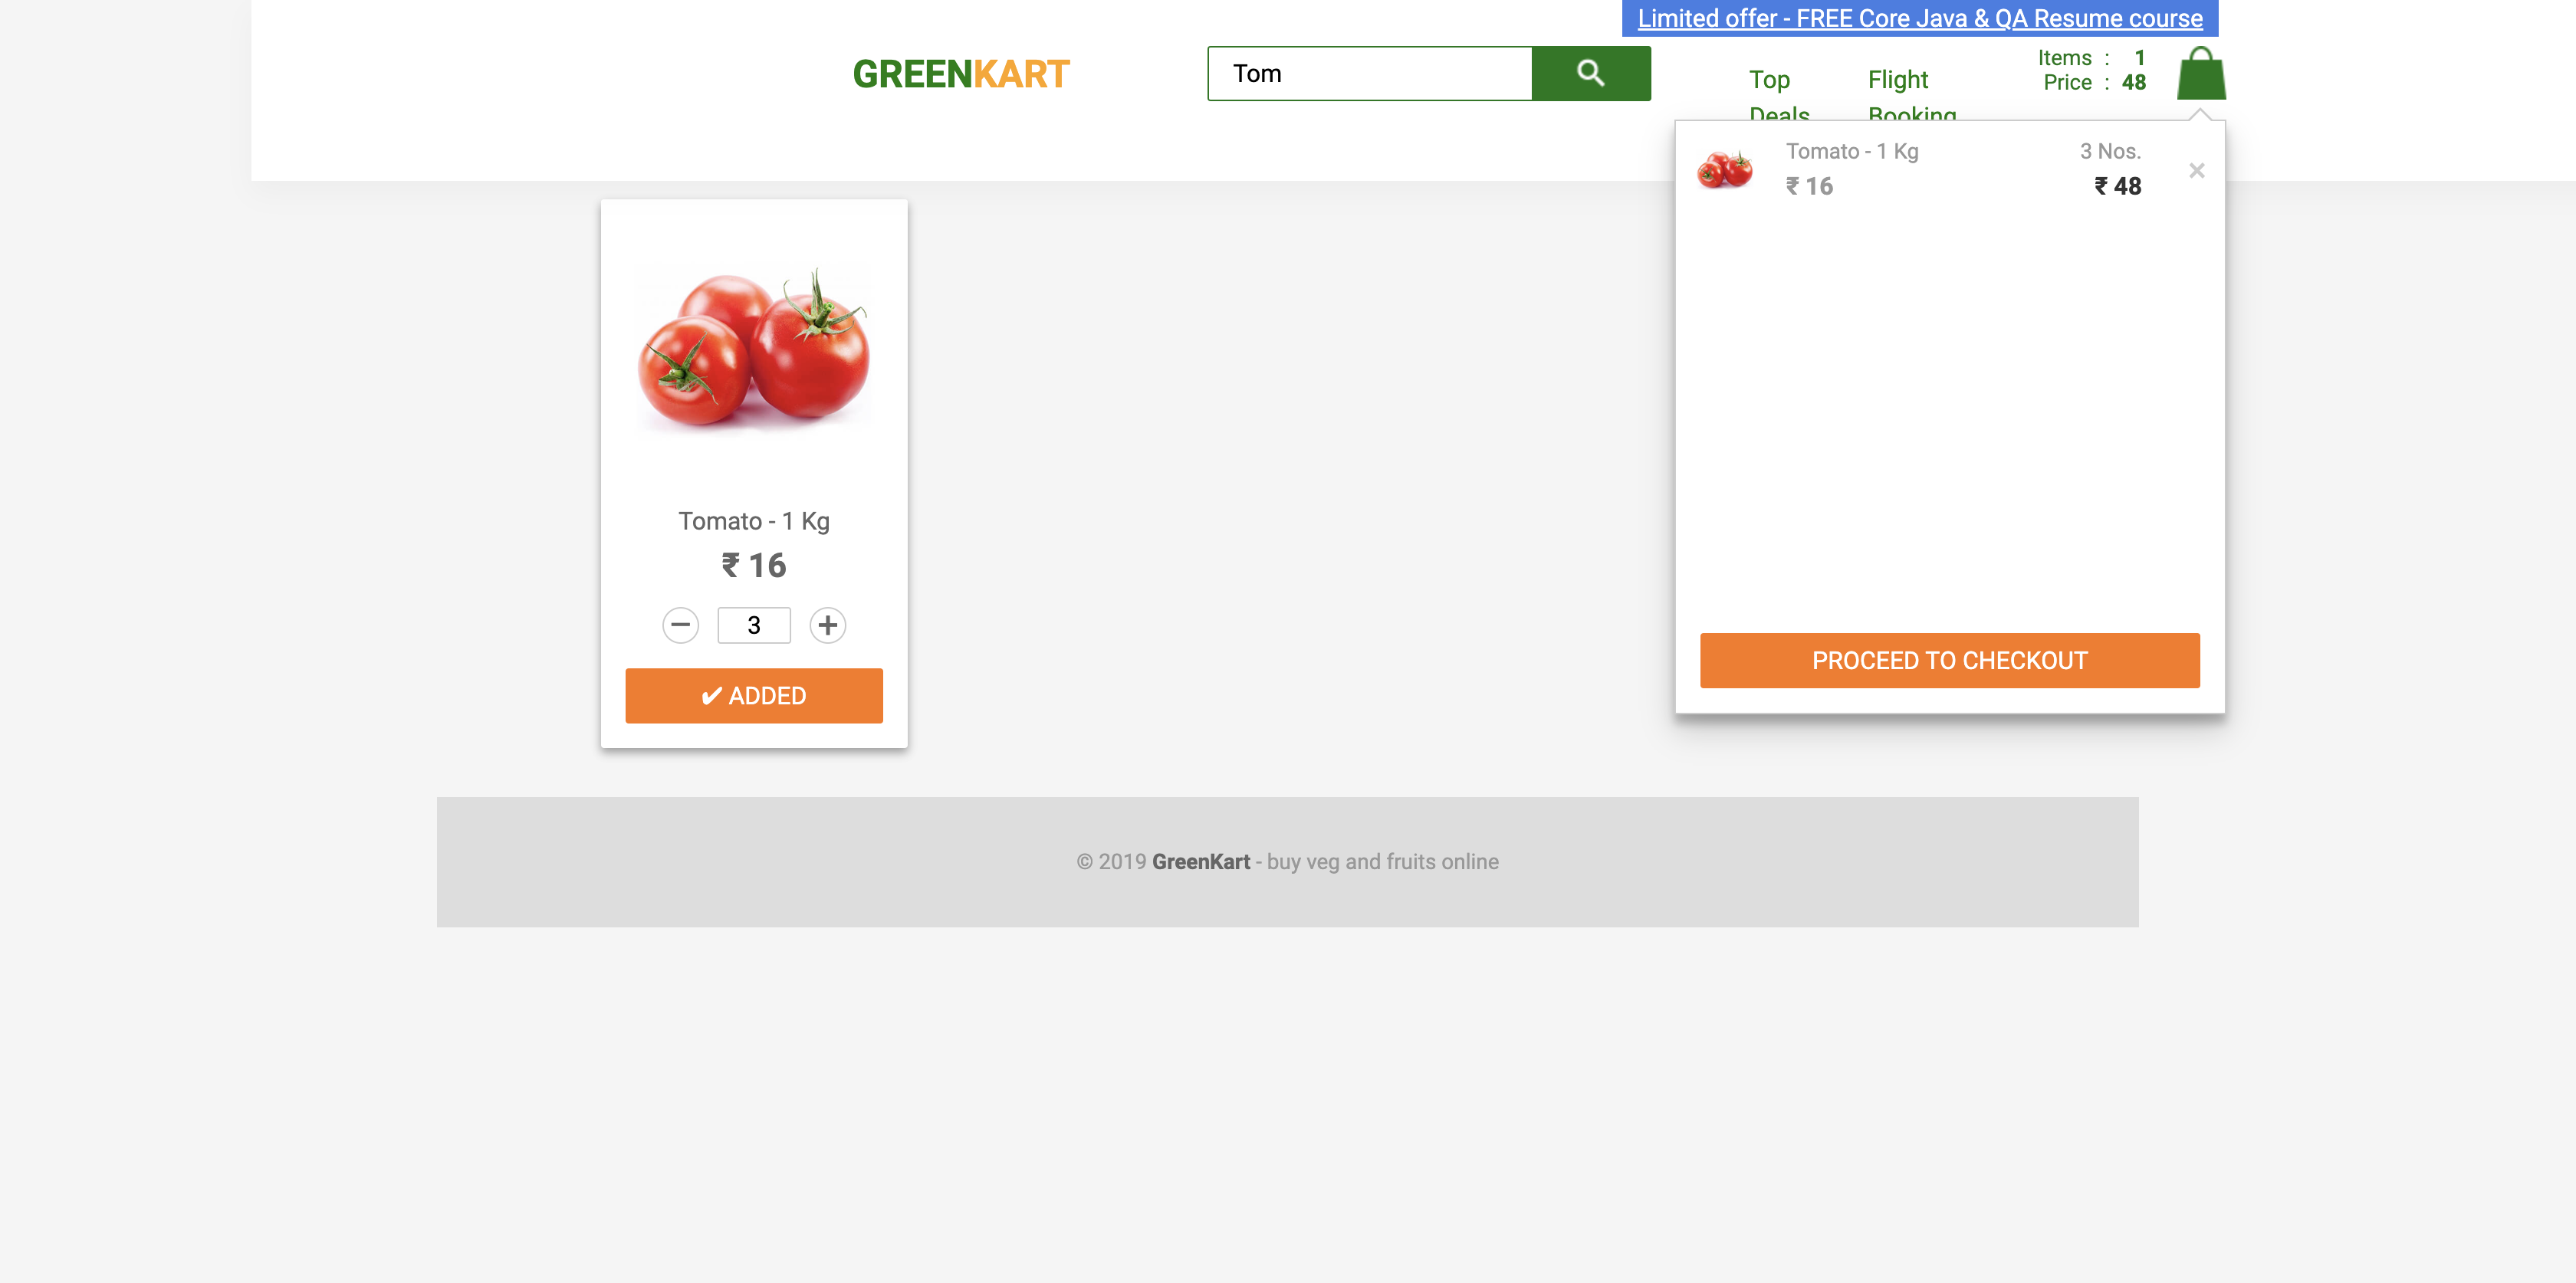 Limited offer - FREE Core Java & QA Resume course
GREENKART
Tom
Top
Deals
Flight
Booking
Items : 1
Price : 48
Tomato - 1 Kg
₹ 16
3 Nos.
₹ 48
×
PROCEED TO CHECKOUT
Tomato - 1 Kg
₹ 16
− 3 +
✔ ADDED
© 2019 GreenKart - buy veg and fruits online